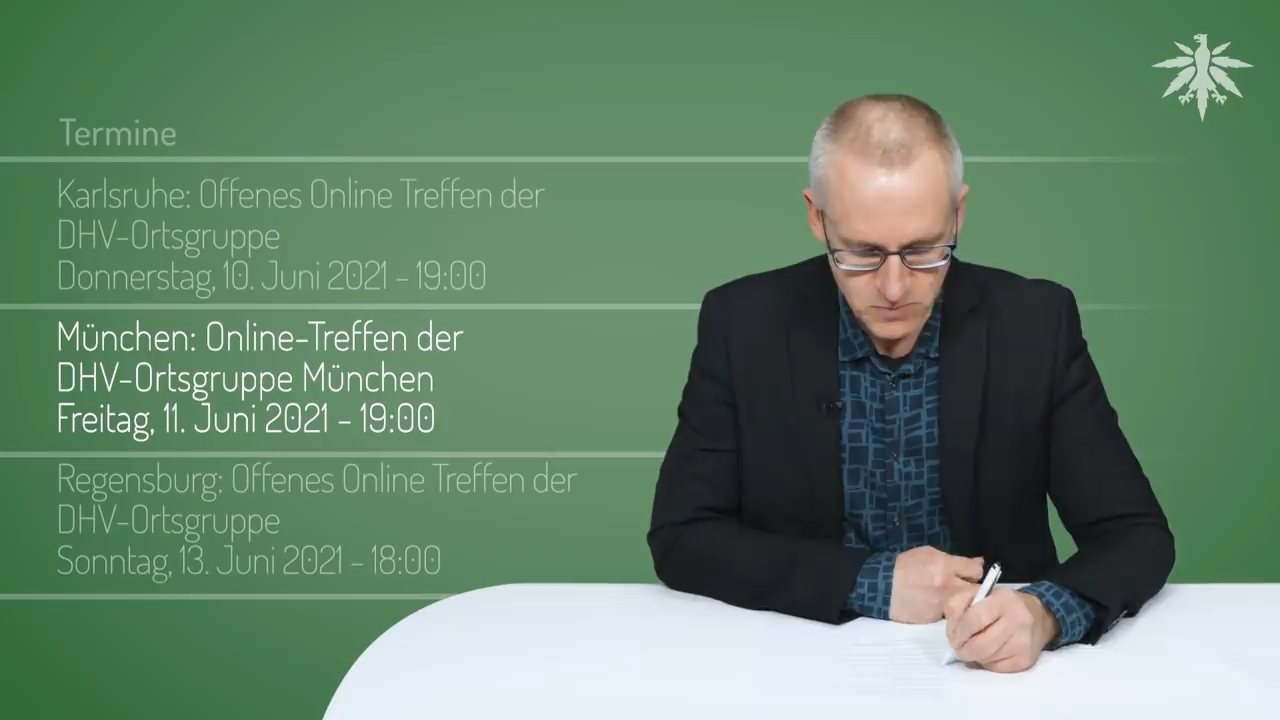 Termine
Karlsruhe: Offenes Online Treffen der
DHV-Ortsgruppe
Donnerstag, 10. Juni 2021 - 19:00
München: Online-Treffen der
DHV-Ortsgruppe München
Freitag, 11. Juni 2021 - 19:00
Regensburg: Offenes Online Treffen der
DHV-Ortsgruppe
Sonntag, 13. Juni 2021 - 18:00